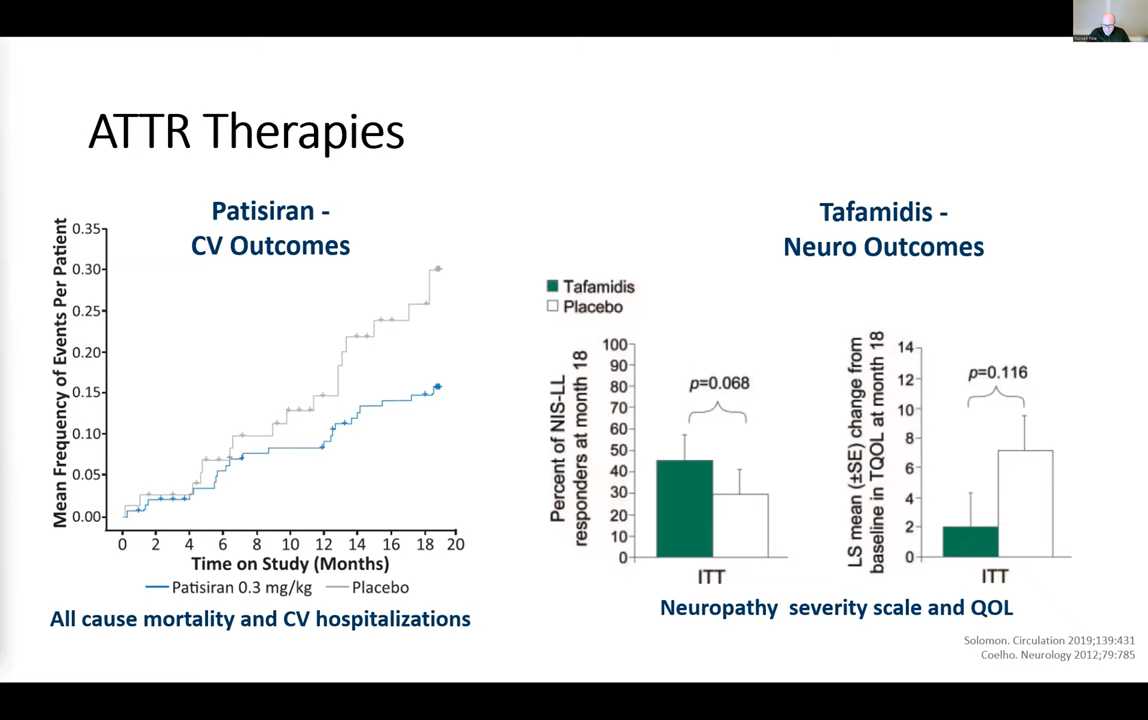 ATTR Therapies
Patisiran -
CV Outcomes
Mean Frequency of Events Per Patient
0.35
0.30
0.25
0.20
0.15
0.10
0.05
0.00
0 2 4 6 8 10 12 14 16 18 20
Time on Study (Months)
Patisiran 0.3 mg/kg Placebo
All cause mortality and CV hospitalizations
Tafamidis -
Neuro Outcomes
Tafamidis
Placebo
Percent of NIS-LL
responders at month 18
100
90
80
70
60
50
40
30
20
10
0
p=0.068
ITT
LS mean (±SE) change from
baseline in TQOL at month 18
14
12
10
8
6
4
2
0
p=0.116
ITT
Neuropathy severity scale and QOL
Solomon. Circulation 2019;139:431
Coelho. Neurology 2012;79:785